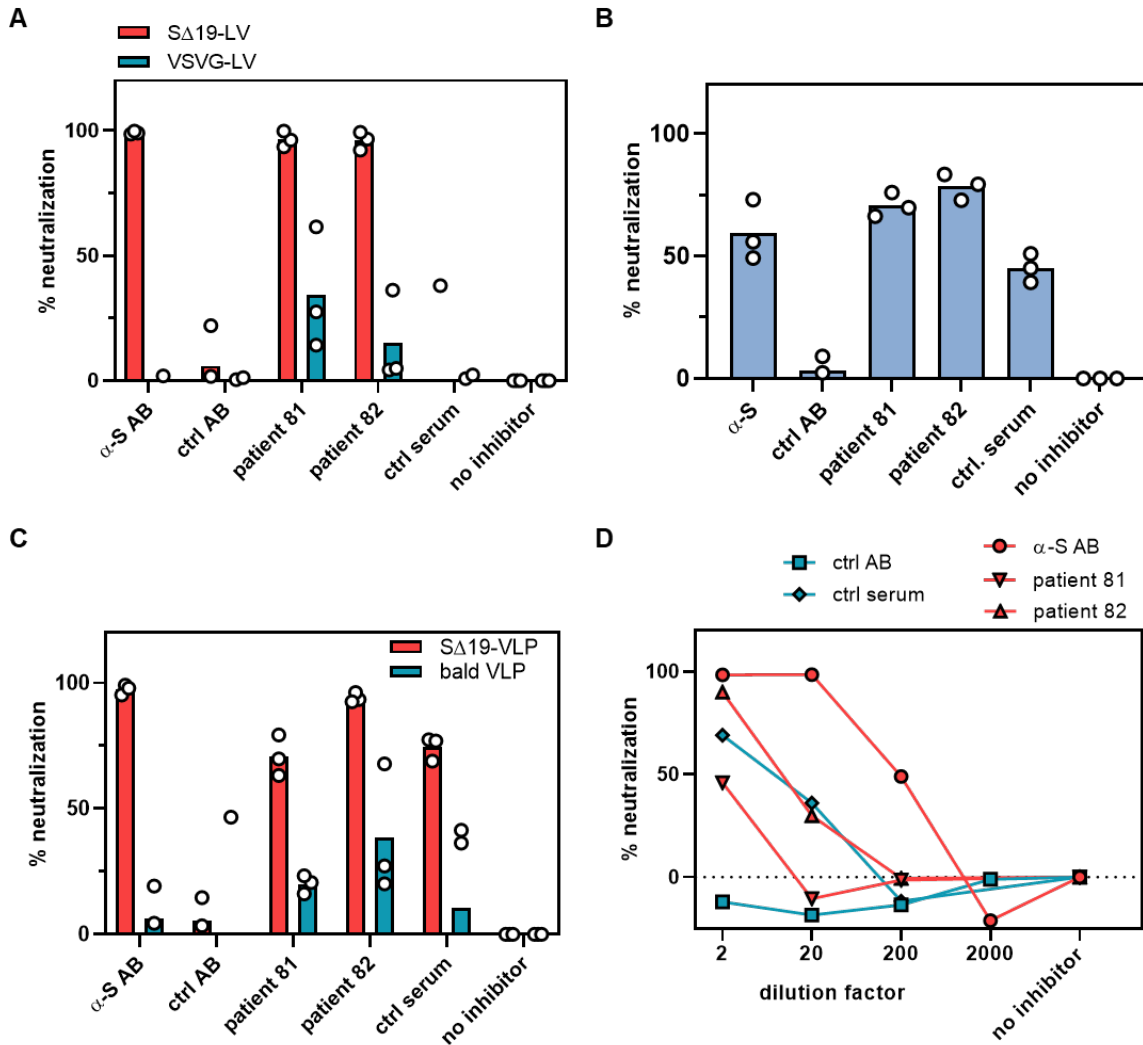 A
SΔ19-LV
VSVG-LV
% neutralization
100
50
0
α-S AB
ctrl AB
patient 81
patient 82
ctrl serum
no inhibitor
B
% neutralization
100
50
0
α-S
ctrl AB
patient 81
patient 82
ctrl. serum
no inhibitor
C
SΔ19-VLP
bald VLP
% neutralization
100
50
0
α-S AB
ctrl AB
patient 81
patient 82
ctrl serum
no inhibitor
D
ctrl AB
ctrl serum
α-S AB
patient 81
patient 82
% neutralization
100
50
0
2
20
200
2000
no inhibitor
dilution factor